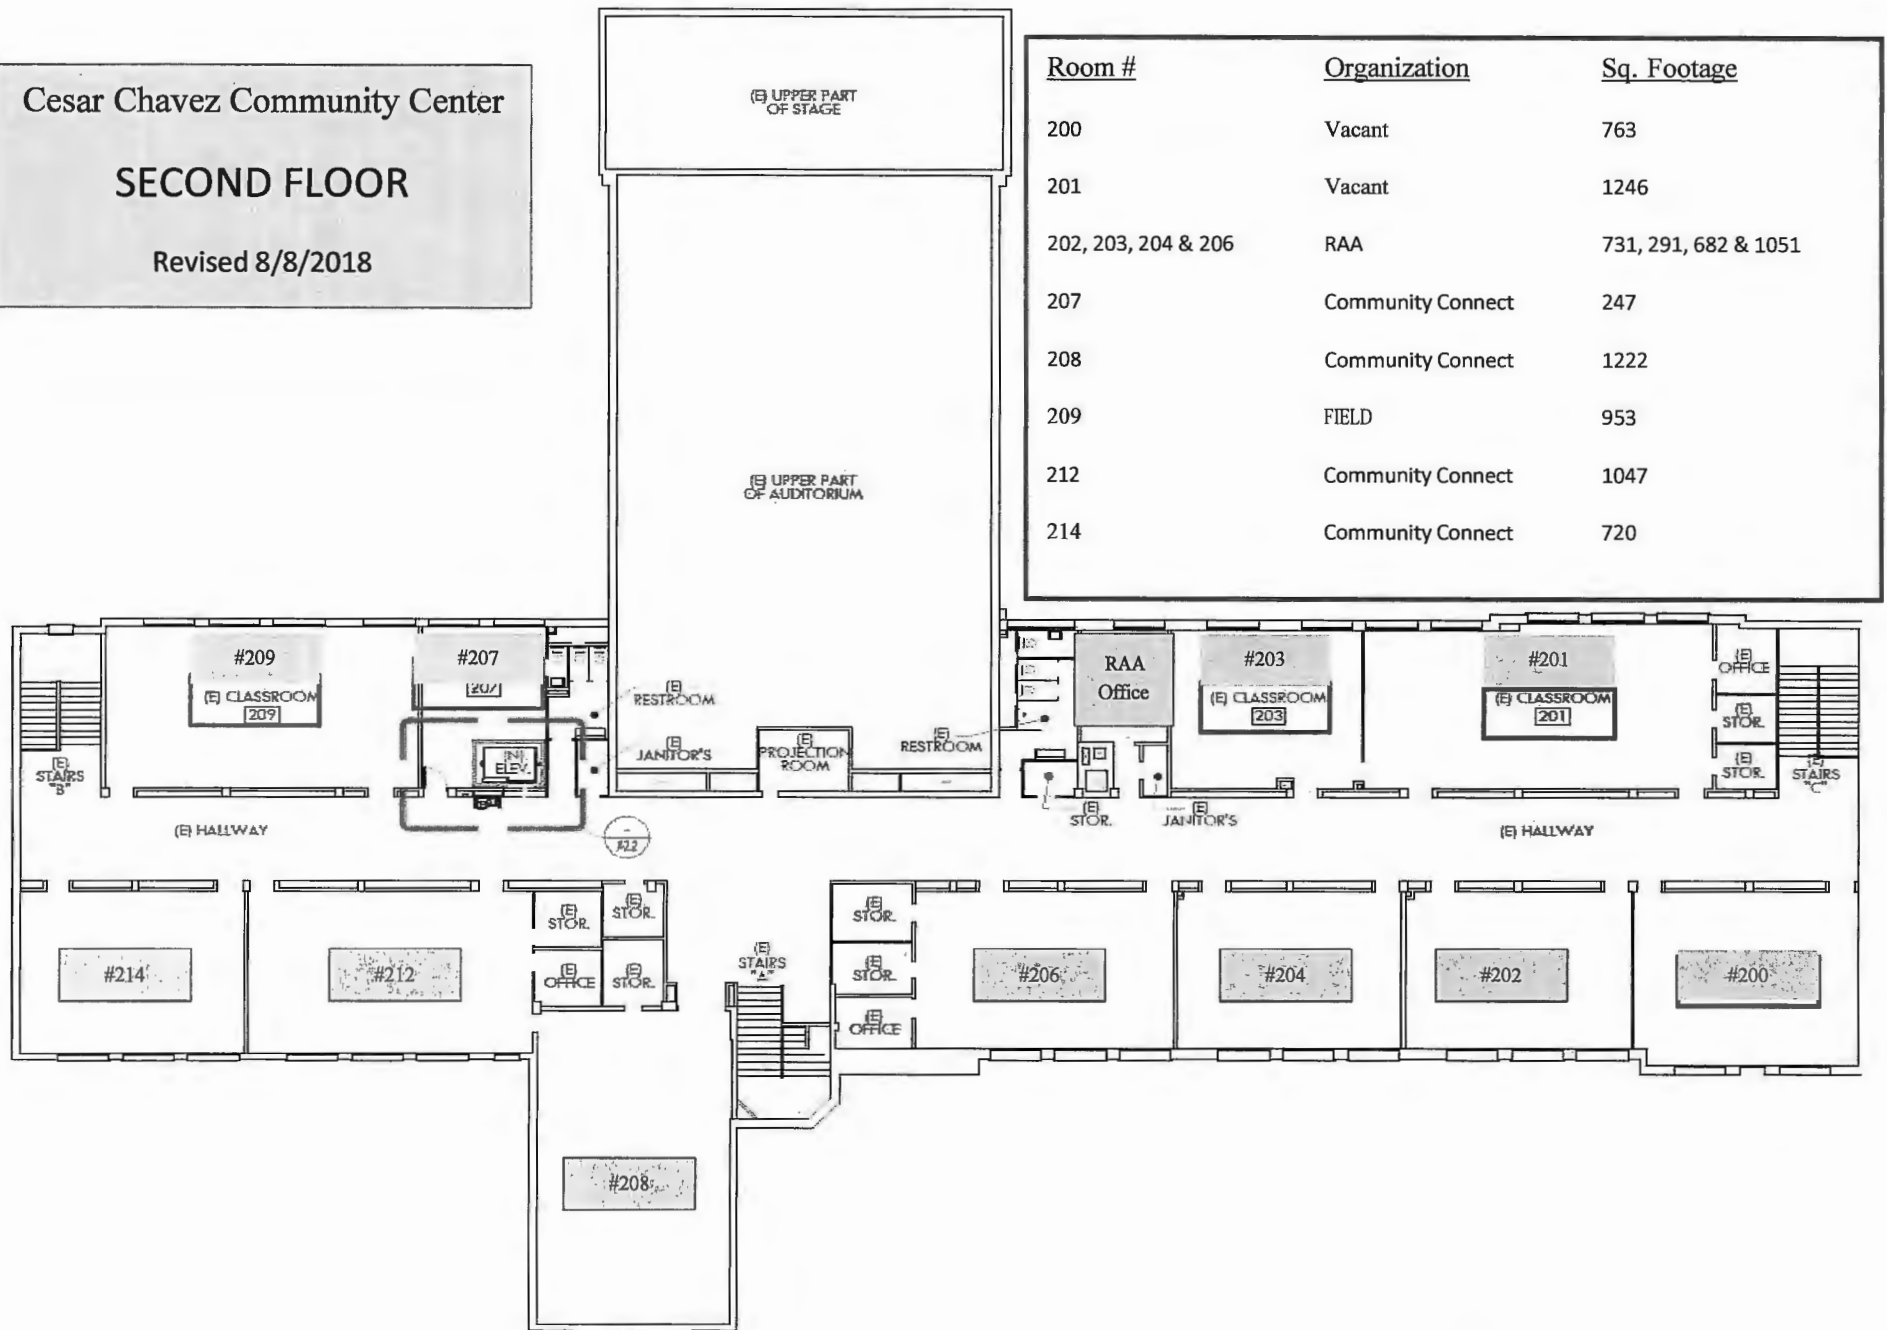 Cesar Chavez Community Center
SECOND FLOOR
Revised 8/8/2018
(E) UPPER PART
OF STAGE
Room # Organization Sq. Footage
200 Vacant 763
201 Vacant 1246
202, 203, 204 & 206 RAA 731, 291, 682 & 1051
207 Community Connect 247
208 Community Connect 1222
209 FIELD 953
212 Community Connect 1047
214 Community Connect 720
(E) UPPER PART
OF AUDITORIUM
#209
(E) CLASSROOM
209
#207
207
(E)
RESTROOM
(E)
JANITOR'S
(E)
PROJECTION
ROOM
(E)
RESTROOM
RAA
Office
#203
(E) CLASSROOM
203
#201
(E) CLASSROOM
201
(E)
OFFICE
(E)
STOR.
(E)
STOR.
(E)
STAIRS
"B"
(N)
ELEV.
(E)
STAIRS
"C"
(E) HALLWAY
(E)
STOR.
(E)
JANITOR'S
(E) HALLWAY
#214
#212
(E)
STOR.
(E)
STOR.
(E)
OFFICE
(E)
STOR.
(E)
STAIRS
"A"
(E)
STOR.
(E)
STOR.
(E)
OFFICE
#206
#204
#202
#200
#208